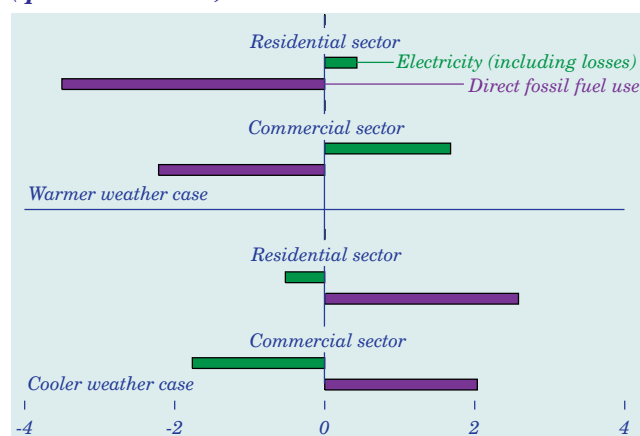 Residential sector
Electricity (including losses)
Direct fossil fuel use
Commercial sector
Warmer weather case
Residential sector
Commercial sector
Cooler weather case
-4 -2 0 2 4